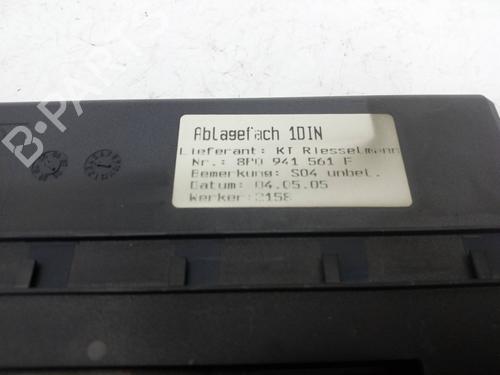 Ablagefach 1DIN
Lieferant: KT Riesselmann
Nr.: 8P0 941 561 F
Bemerkung: S04 unbel.
Datum: 04.05.05
Werker:2158
B-PARTS